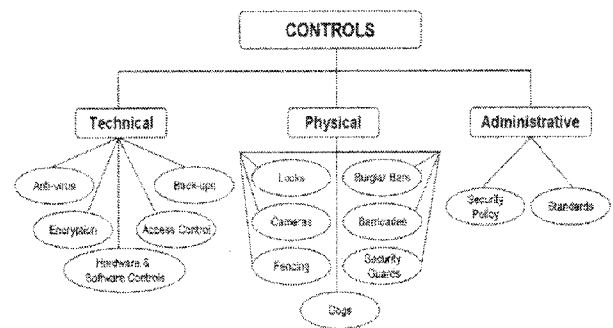 CONTROLS
Technical
Physical
Administrative
Anti-virus
Back-ups
Encryption
Access Control
Hardware &
Software Controls
Locks
Burglar Bars
Cameras
Barricades
Fencing
Security
Guards
Dogs
Security
Policy
Standards